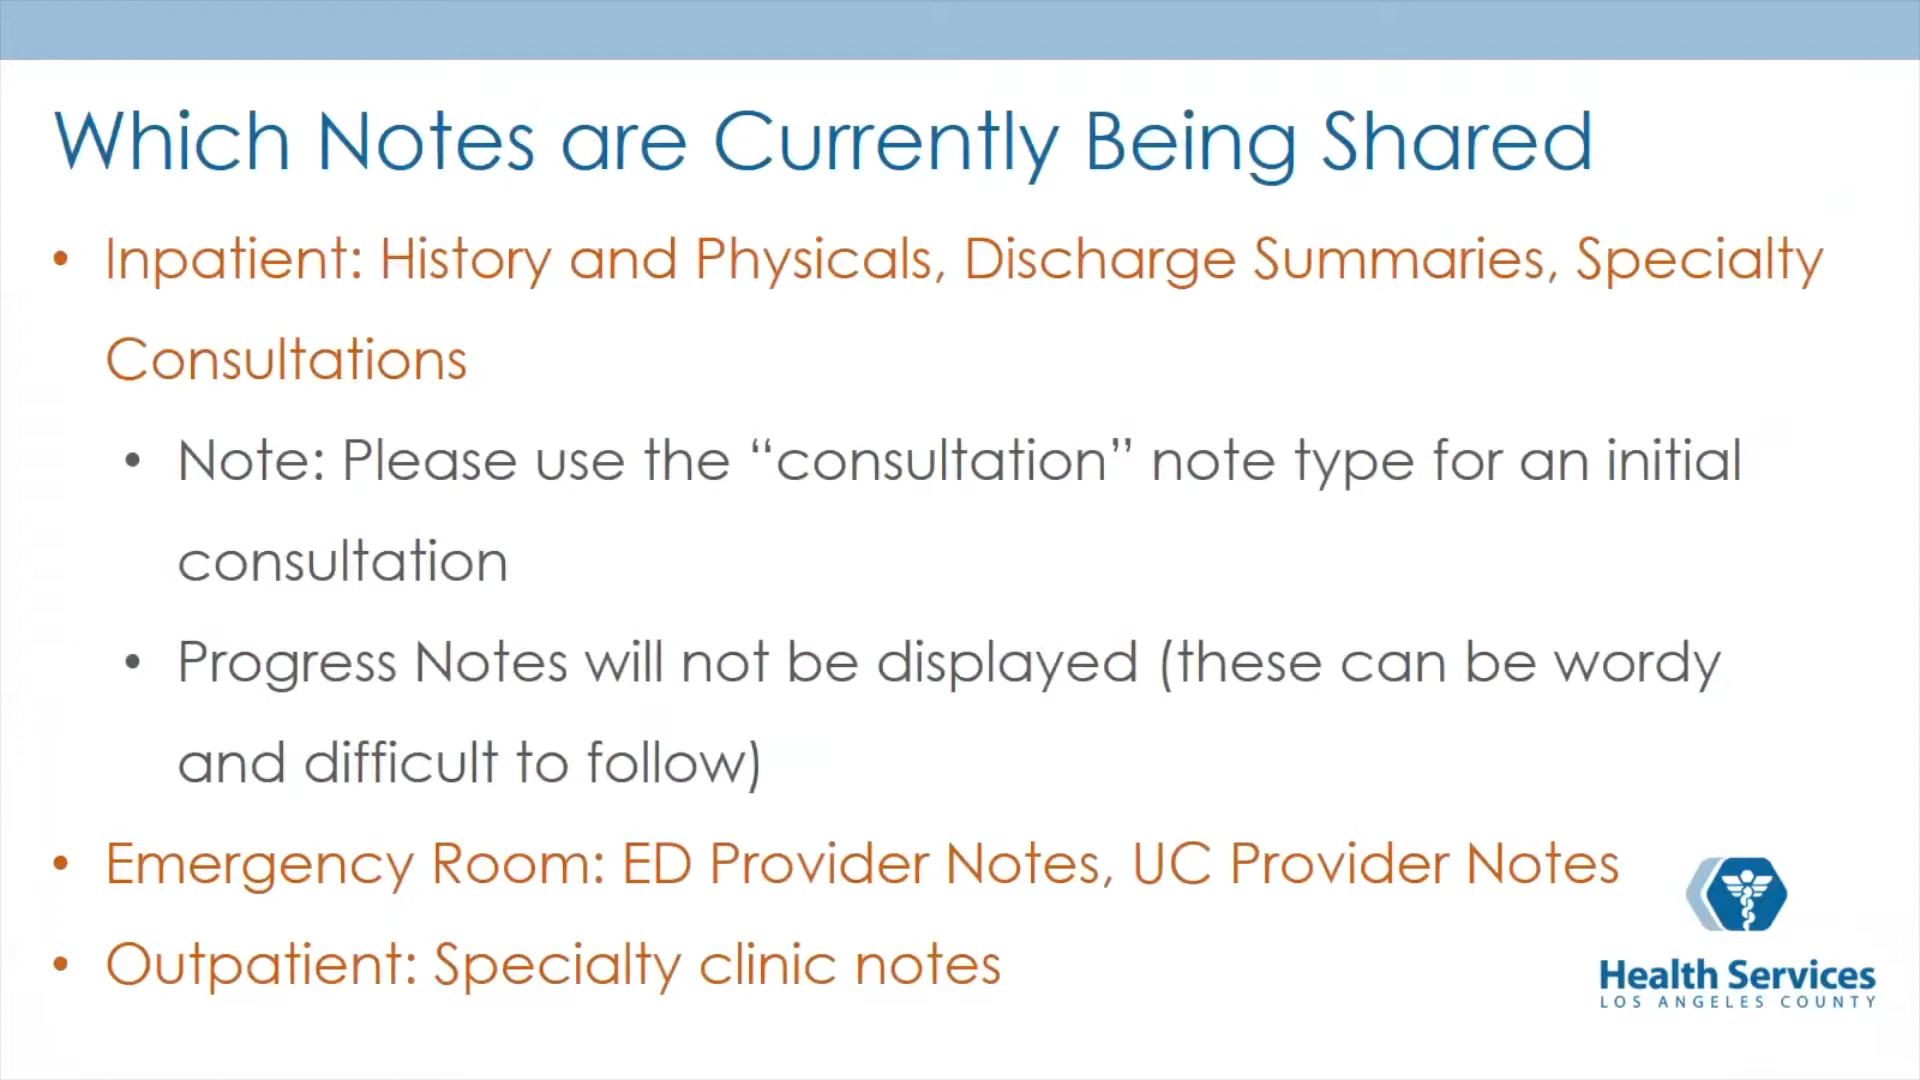 Which Notes are Currently Being Shared
• Inpatient: History and Physicals, Discharge Summaries, Specialty
Consultations
• Note: Please use the “consultation” note type for an initial
consultation
• Progress Notes will not be displayed (these can be wordy
and difficult to follow)
• Emergency Room: ED Provider Notes, UC Provider Notes
• Outpatient: Specialty clinic notes
Health Services
LOS ANGELES COUNTY